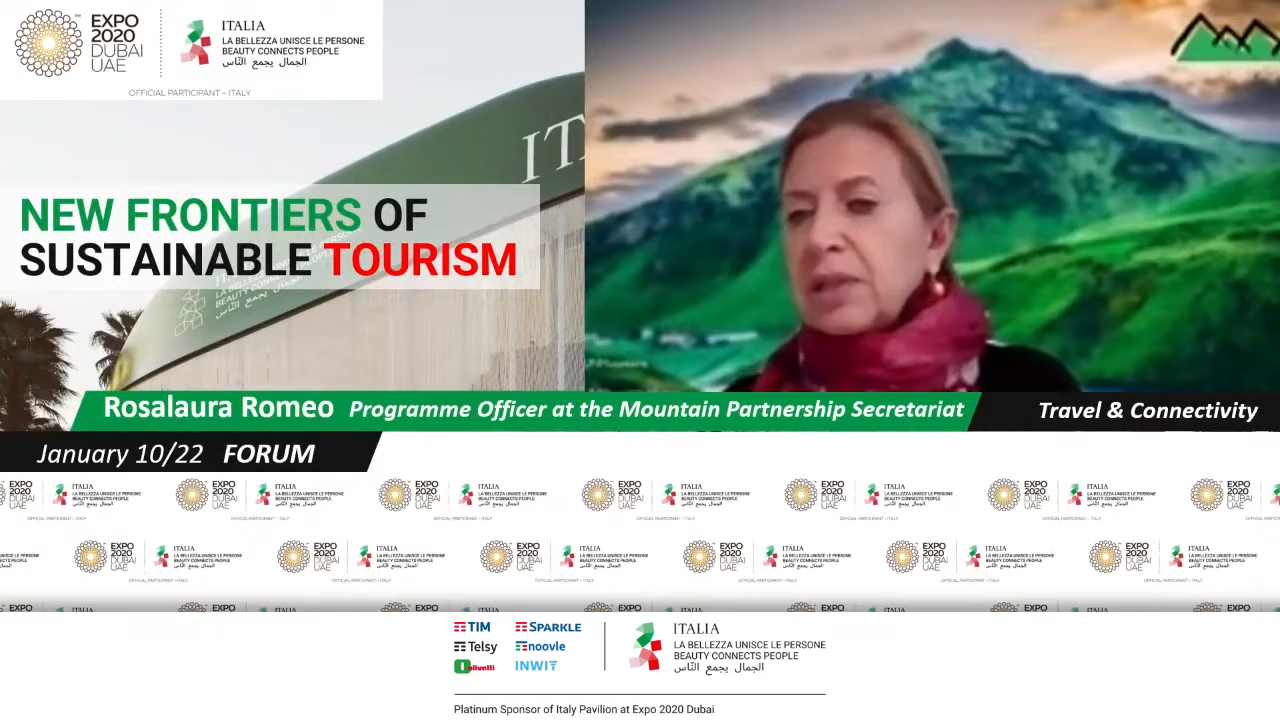 EXPO
2020
DUBAI
UAE
ITALIA
LA BELLEZZA UNISCE LE PERSONE
BEAUTY CONNECTS PEOPLE
الجمال يجمع النّاس
OFFICIAL PARTICIPANT – ITALY
NEW FRONTIERS OF
SUSTAINABLE TOURISM
Rosalaura Romeo Programme Officer at the Mountain Partnership Secretariat
Travel & Connectivity
January 10/22 FORUM
TIM
SPARKLE
Telsy
noovle
olivetti
INWIT
ITALIA
LA BELLEZZA UNISCE LE PERSONE
BEAUTY CONNECTS PEOPLE
الجمال يجمع النّاس
Platinum Sponsor of Italy Pavilion at Expo 2020 Dubai